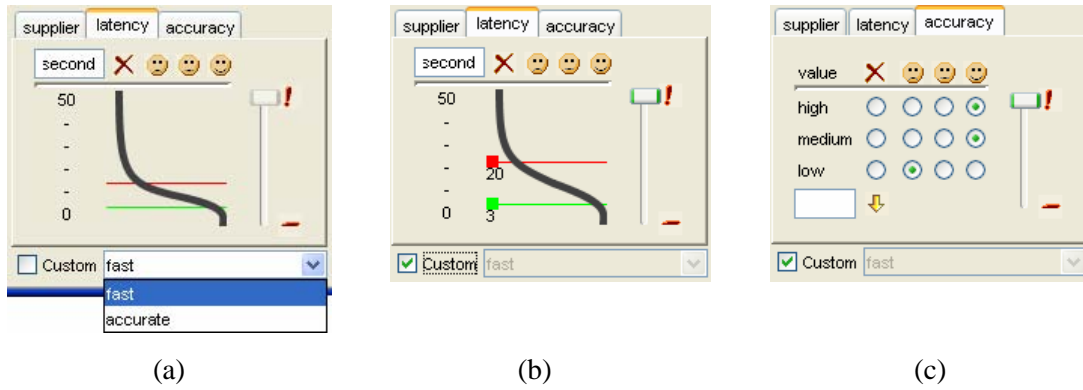 supplier latency accuracy
second
50
-
-
-
-
0
Custom fast
fast
accurate
(a)
supplier latency accuracy
second
50
-
-
20
-
-
0 3
Custom fast
(b)
supplier latency accuracy
value
high
medium
low
Custom fast
(c)